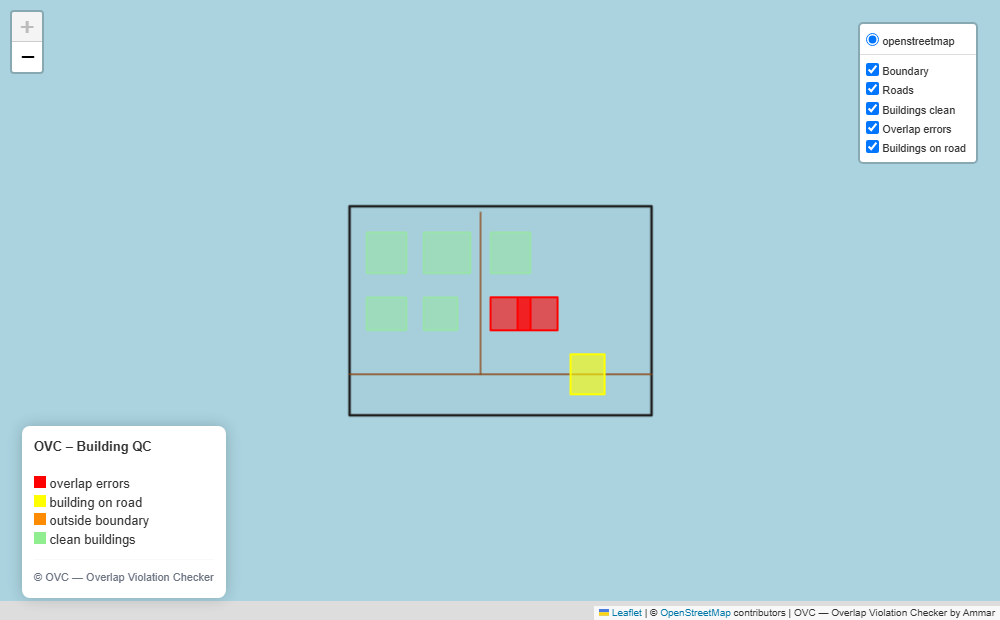 +
−
openstreetmap
Boundary
Roads
Buildings clean
Overlap errors
Buildings on road
OVC – Building QC
overlap errors
building on road
outside boundary
clean buildings
© OVC — Overlap Violation Checker
Leaflet | © OpenStreetMap contributors | OVC — Overlap Violation Checker by Ammar